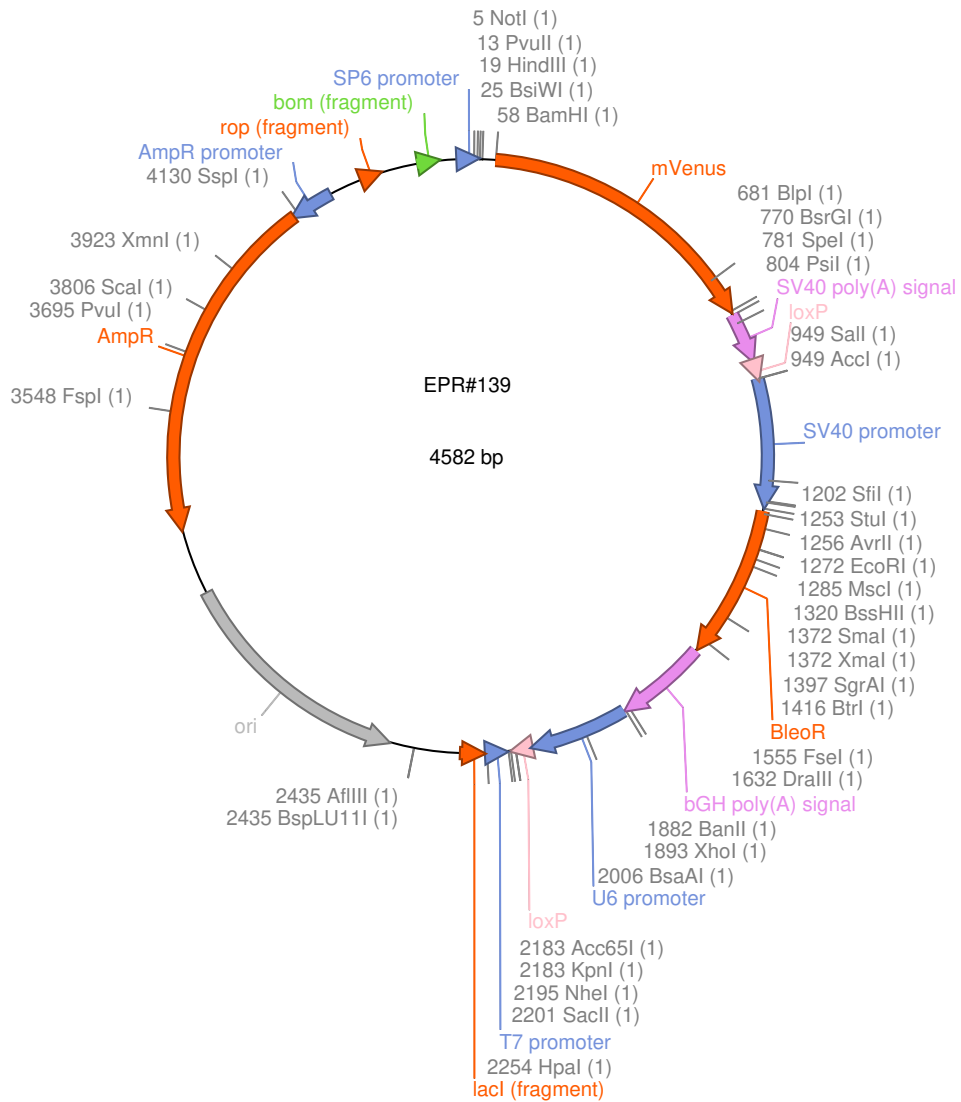 5 NotI (1)
13 PvuII (1)
19 HindIII (1)
SP6 promoter
25 BsiWI (1)
bom (fragment)
58 BamHI (1)
rop (fragment)
AmpR promoter
4130 SspI (1)
mVenus
681 BlpI (1)
770 BsrGI (1)
3923 XmnI (1)
781 SpeI (1)
804 PsiI (1)
3806 ScaI (1)
SV40 poly(A) signal
3695 PvuI (1)
loxP
AmpR
949 SalI (1)
949 AccI (1)
EPR#139
3548 FspI (1)
SV40 promoter
4582 bp
1202 SfiI (1)
1253 StuI (1)
1256 AvrII (1)
1272 EcoRI (1)
1285 MscI (1)
1320 BssHII (1)
1372 SmaI (1)
1372 XmaI (1)
1397 SgrAI (1)
1416 BtrI (1)
ori
BleoR
1555 FseI (1)
1632 DraIII (1)
2435 AflIII (1)
bGH poly(A) signal
2435 BspLU11I (1)
1882 BanII (1)
1893 XhoI (1)
2006 BsaAI (1)
U6 promoter
loxP
2183 Acc65I (1)
2183 KpnI (1)
2195 NheI (1)
2201 SacII (1)
T7 promoter
2254 HpaI (1)
lacI (fragment)